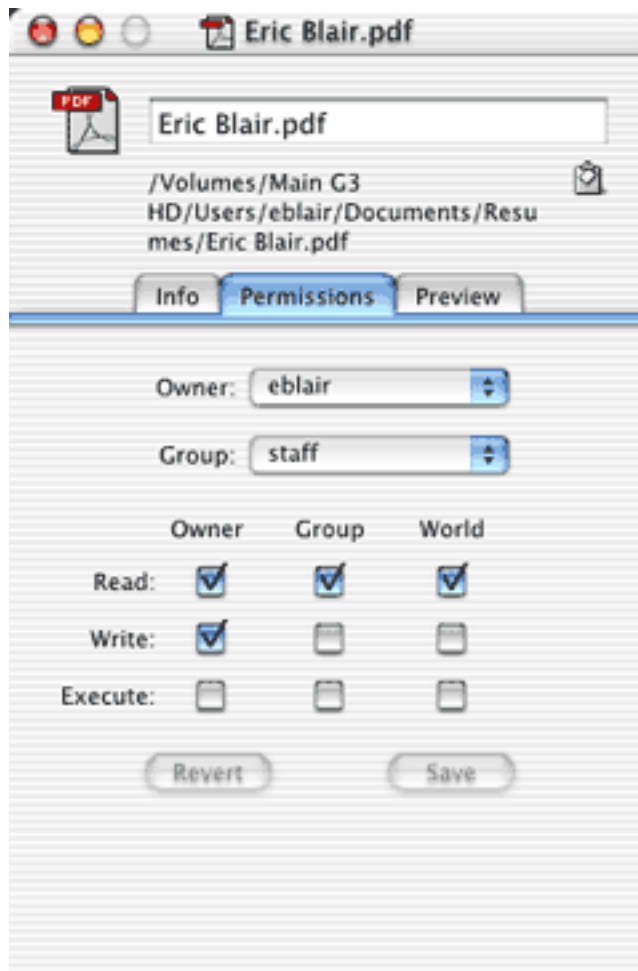 Eric Blair.pdf
PDF
Eric Blair.pdf
/Volumes/Main G3
HD/Users/eblair/Documents/Resu
mes/Eric Blair.pdf
Info Permissions Preview
Owner: eblair
Group: staff
Owner Group World
Read:
Write:
Execute:
Revert Save